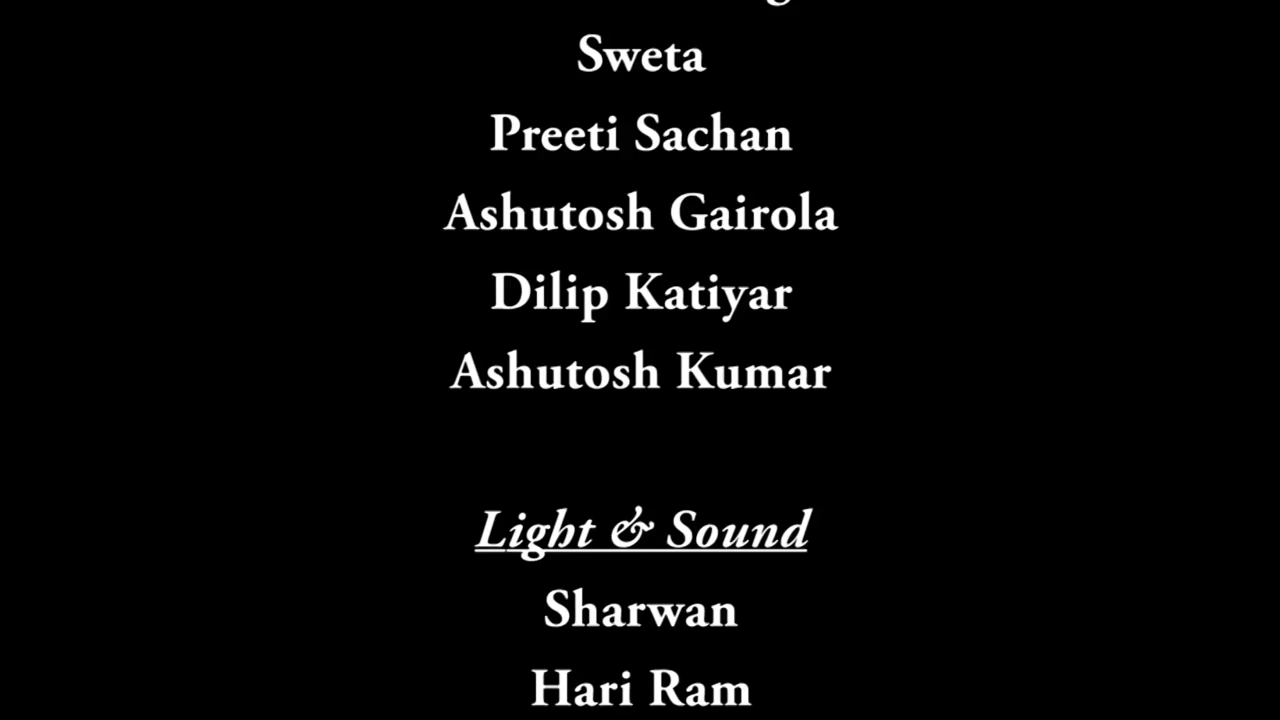 Sweta
Preeti Sachan
Ashutosh Gairola
Dilip Katiyar
Ashutosh Kumar
Light & Sound
Sharwan
Hari Ram